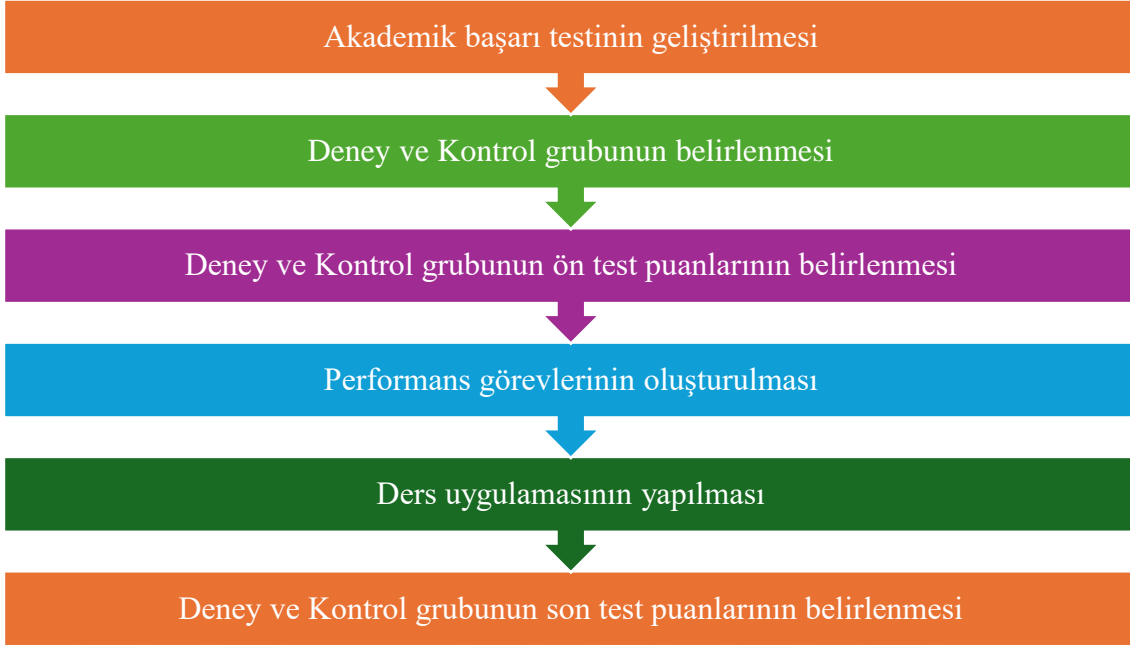 Akademik başarı testinin geliştirilmesi
Deney ve Kontrol grubunun belirlenmesi
Deney ve Kontrol grubunun ön test puanlarının belirlenmesi
Performans görevlerinin oluşturulması
Ders uygulamasının yapılması
Deney ve Kontrol grubunun son test puanlarının belirlenmesi